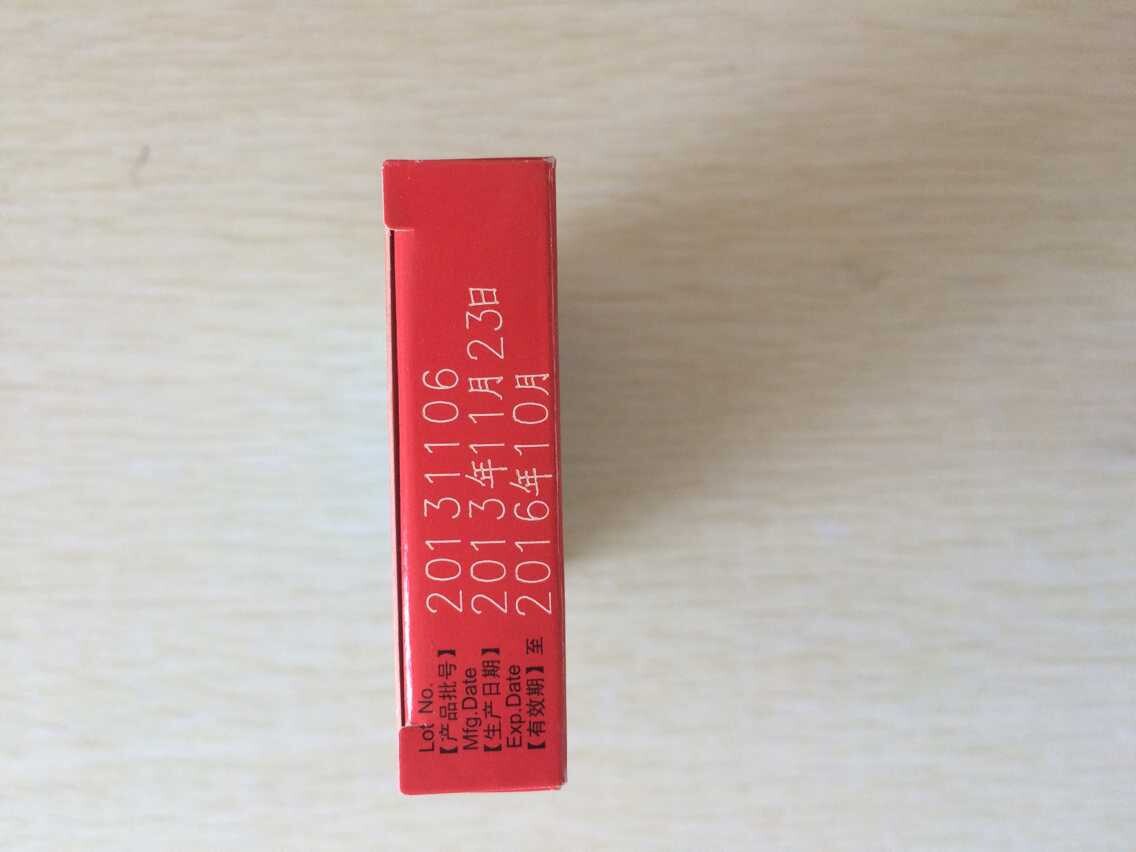 Lot No.
【产品批号】 20131106
Mfg.Date
【生产日期】 2013年11月23日
Exp.Date
【有效期】至 2016年10月